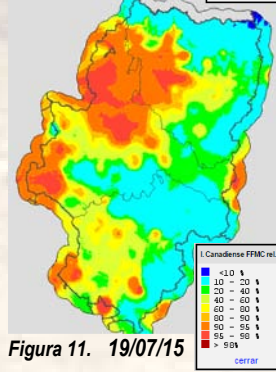 I. Canadiense FFMC rel.
<10 %
10 - 20 %
20 - 40 %
40 - 60 %
60 - 80 %
80 - 90 %
90 - 95 %
95 - 98 %
> 98%
cerrar
Figura 11. 19/07/15